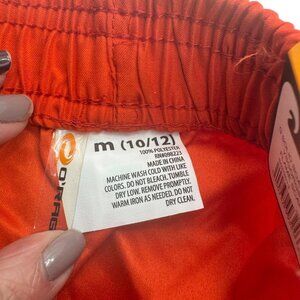 m (10/12)
100% POLYESTER
MADE IN CHINA
MACHINE WASH COLD WITH LIKE
COLORS. DO NOT BLEACH. TUMBLE
DRY LOW. REMOVE PROMPTLY.
WARM IRON AS NEEDED. DO NOT
DRY CLEAN.